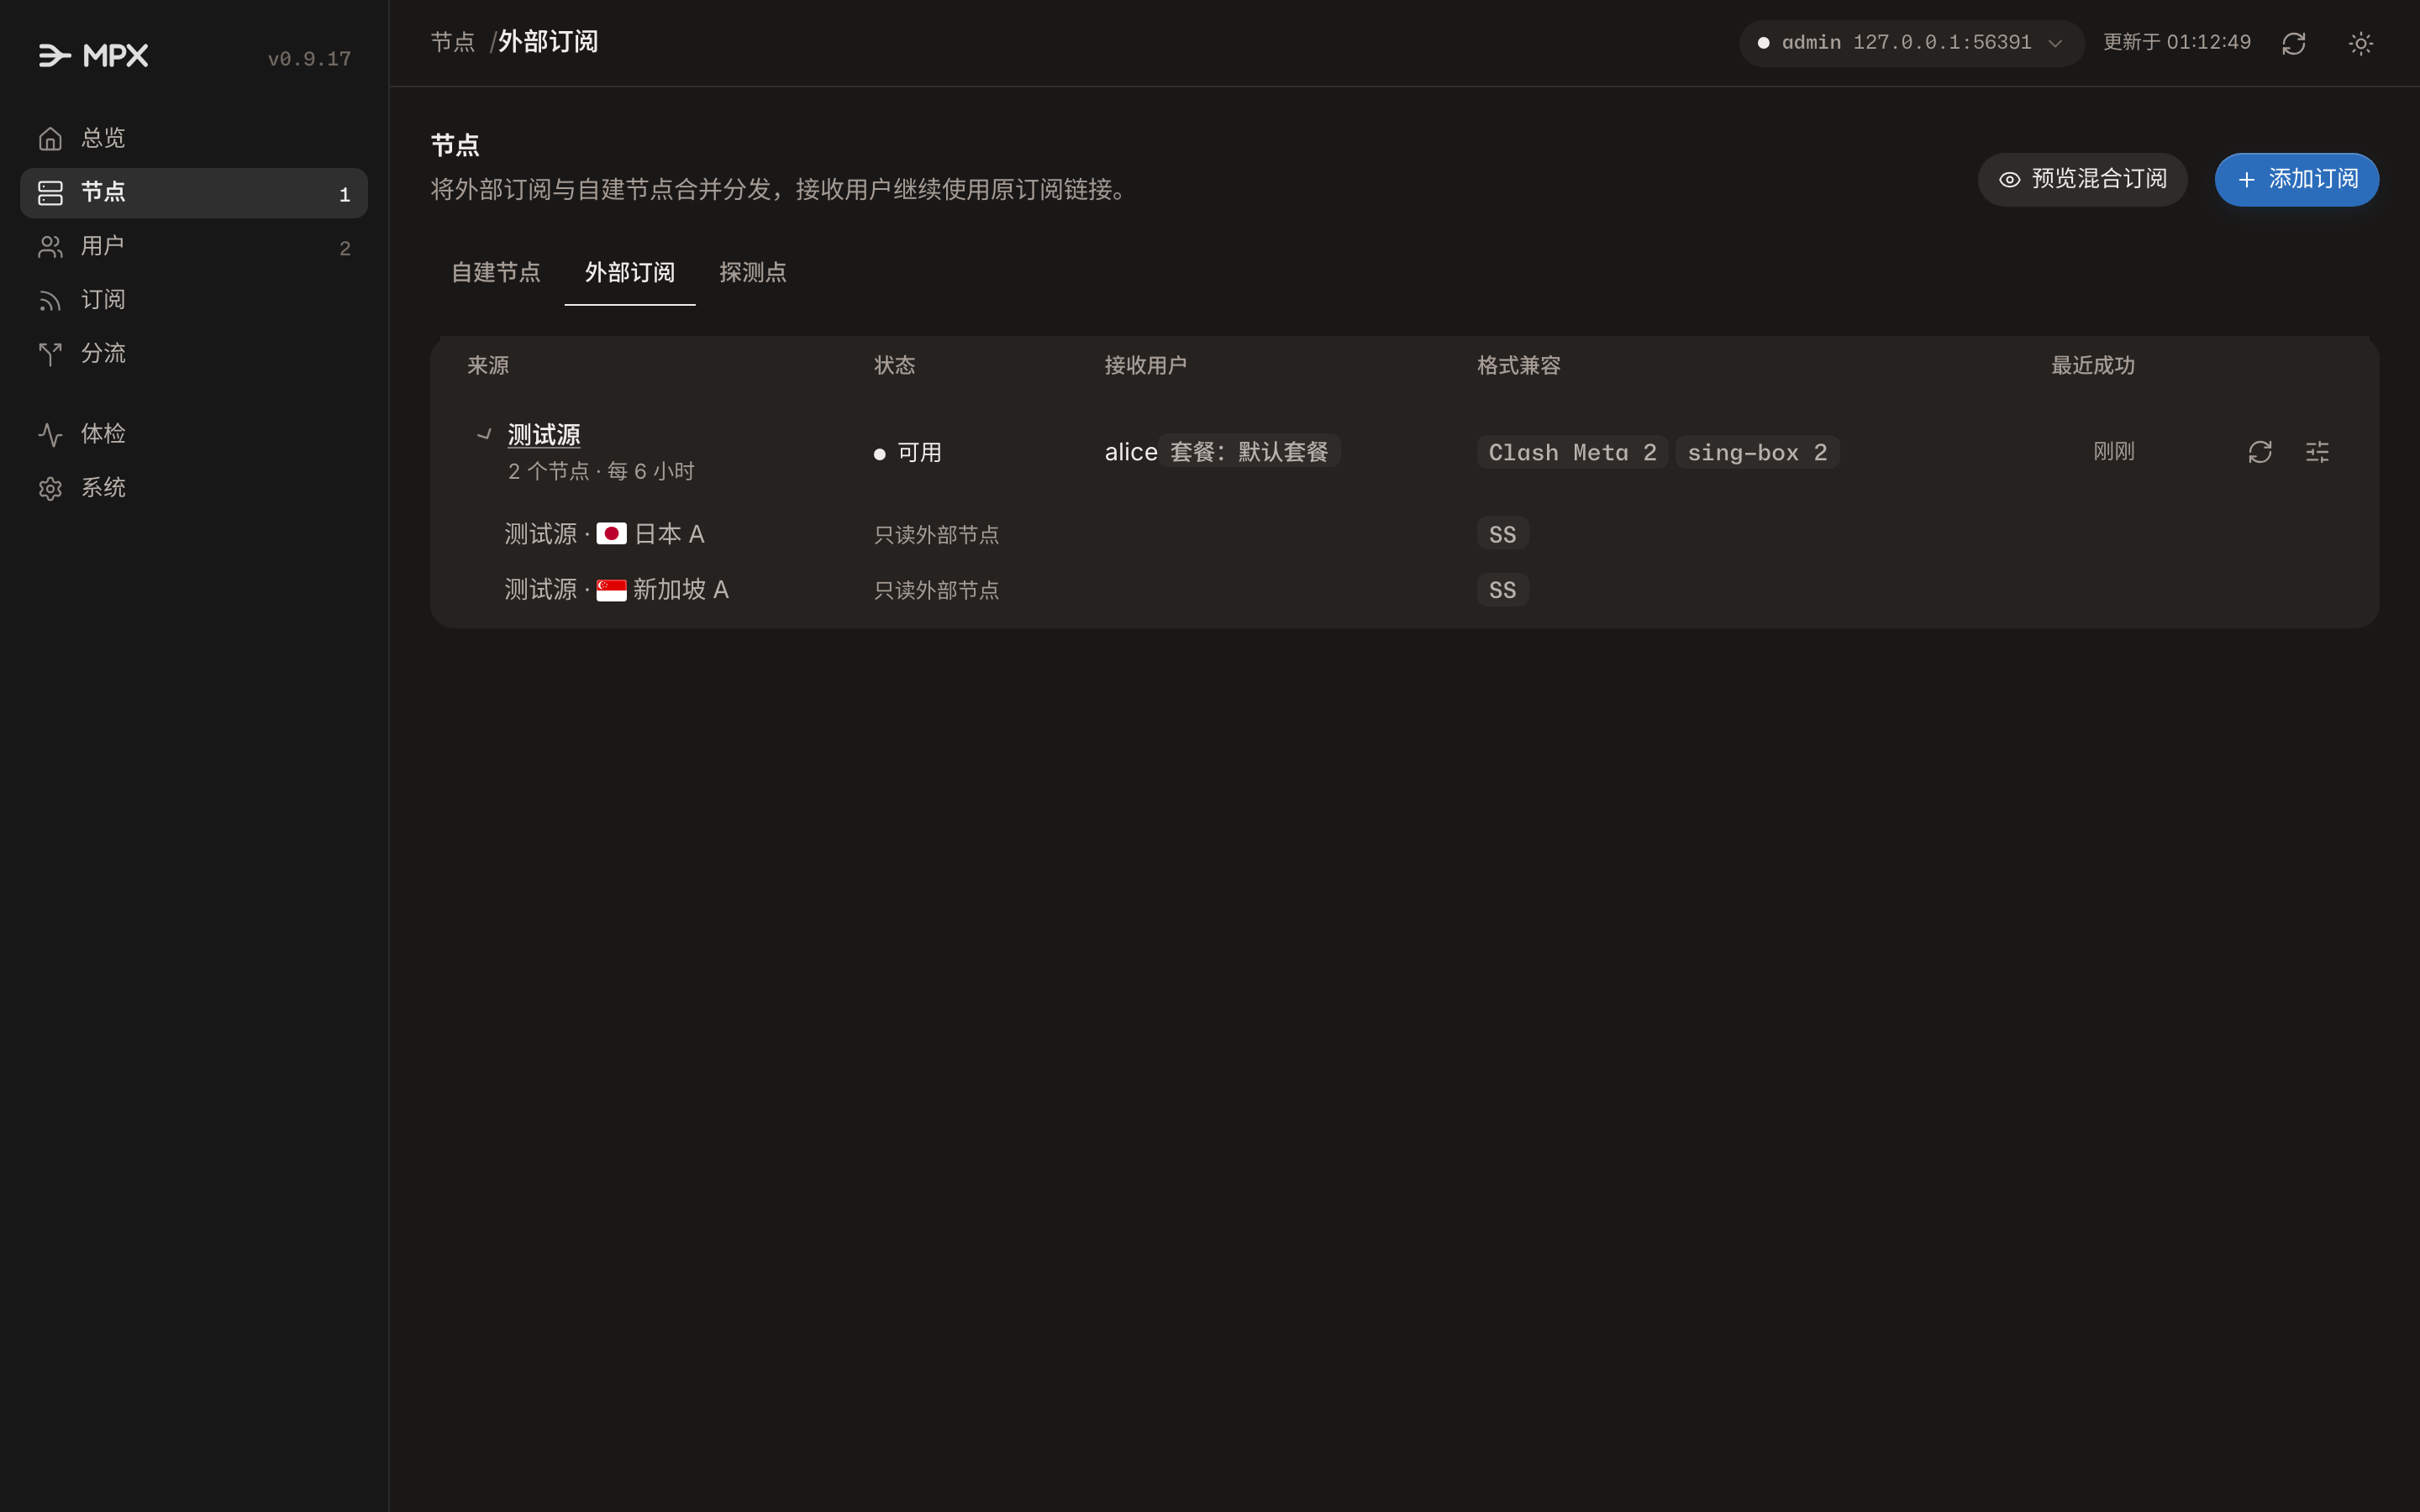 MPX v0.9.17
总览
节点 1
用户 2
订阅
分流
体检
系统
节点 /外部订阅 admin 127.0.0.1:56391 更新于 01:12:49
节点
将外部订阅与自建节点合并分发，接收用户继续使用原订阅链接。
预览混合订阅 添加订阅
自建节点 外部订阅 探测点
来源 状态 接收用户 格式兼容 最近成功
测试源
2 个节点 · 每 6 小时
可用 alice 套餐：默认套餐 Clash Meta 2 sing-box 2 刚刚
测试源 · 🇯🇵 日本 A 只读外部节点 SS
测试源 · 🇸🇬 新加坡 A 只读外部节点 SS